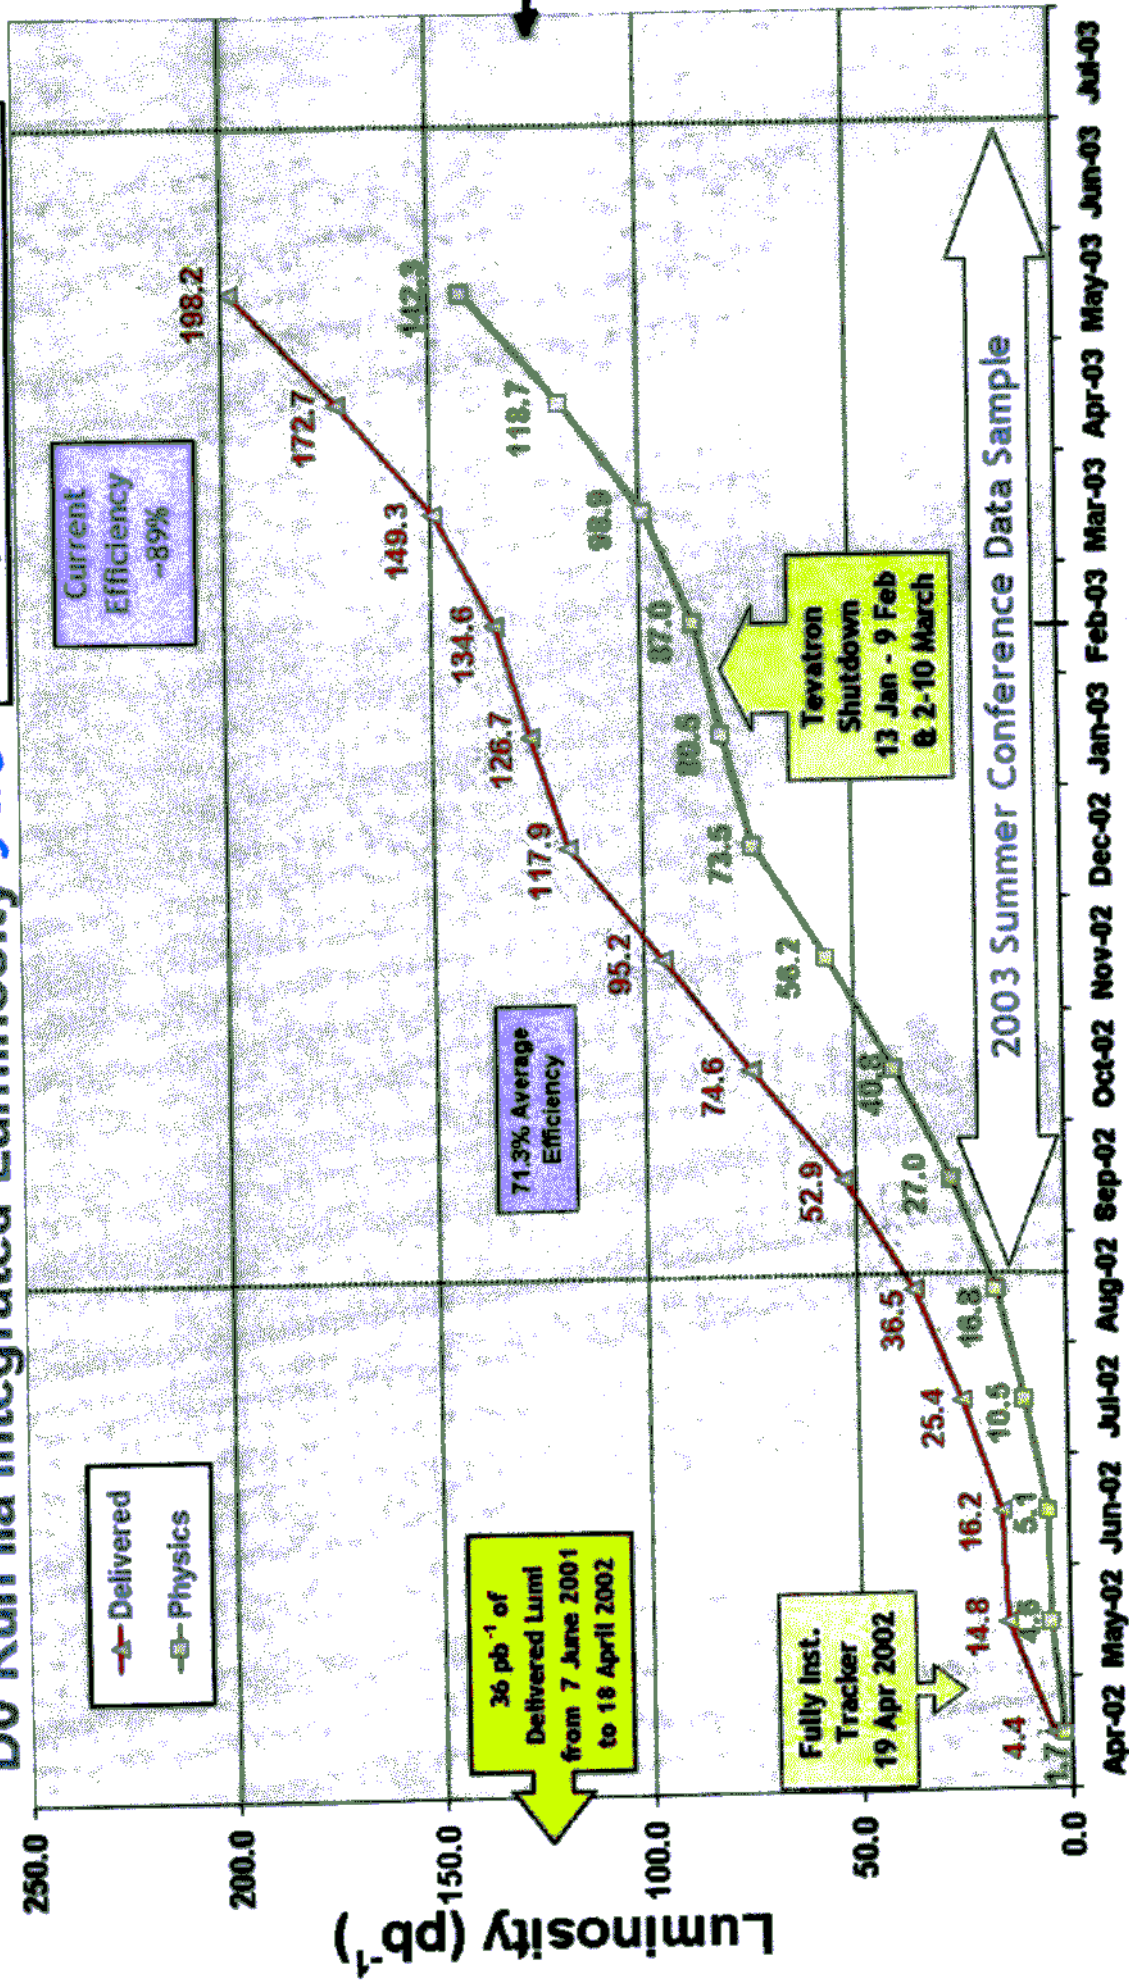 D0 Run IIa Integrated Luminosity
250.0
200.0
150.0
100.0
50.0
0.0
Luminosity (pb-1)
Delivered
Physics
36 pb-1 of
Delivered Lumi
from 7 June 2001
to 18 April 2002
Fully Inst.
Tracker
19 Apr 2002
71.3% Average
Efficiency
Current
Efficiency
~89%
Tevatron
Shutdown
13 Jan - 9 Feb
& 2-10 March
2003 Summer Conference Data Sample
4.4
14.8
16.2
25.4
36.5
52.9
74.6
95.2
117.9
126.7
134.6
149.3
172.7
198.2
1.7
5.1
10.5
16.8
27.0
40.8
56.2
87.0
118.7
Apr-02 May-02 Jun-02 Jul-02 Aug-02 Sep-02 Oct-02 Nov-02 Dec-02 Jan-03 Feb-03 Mar-03 Apr-03 May-03 Jun-03 Jul-03